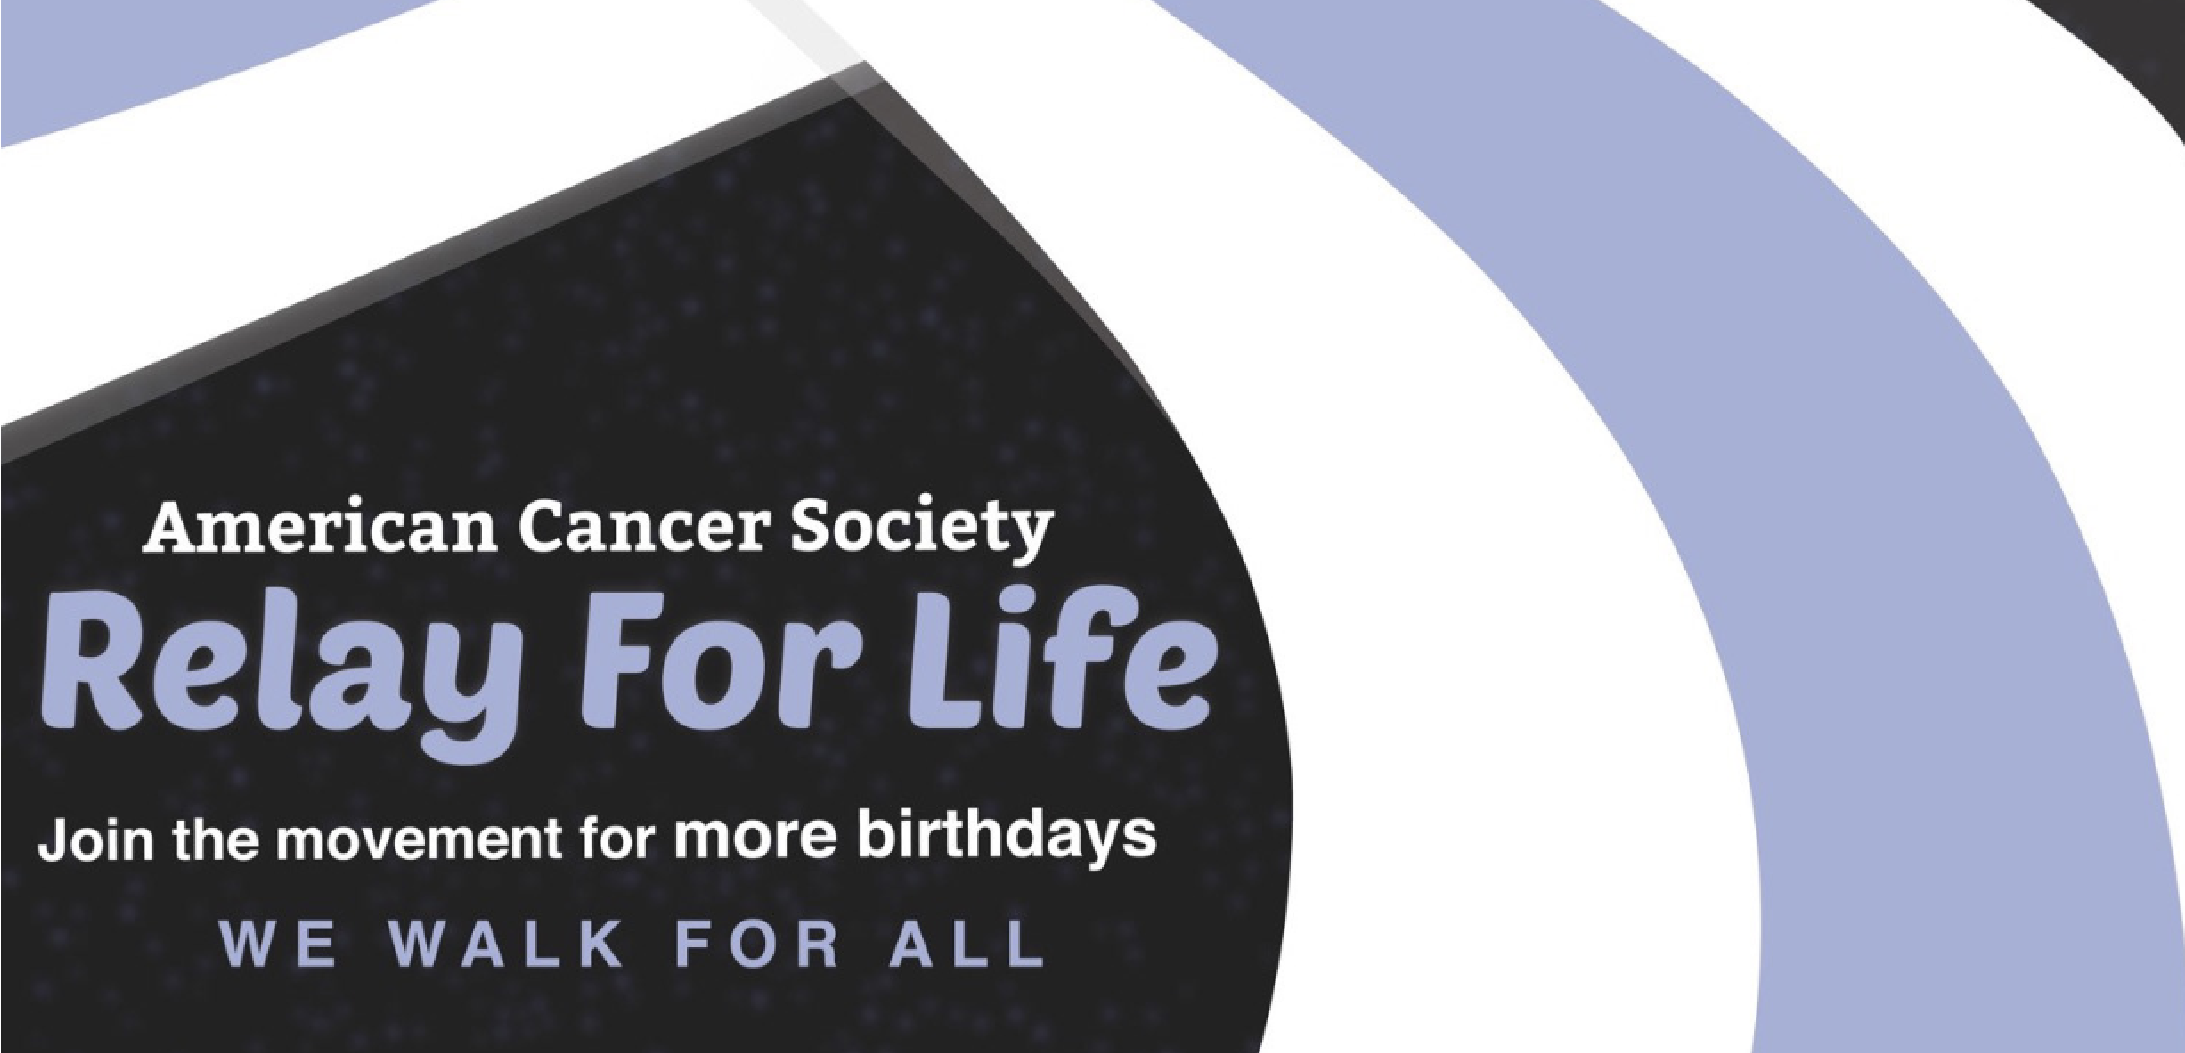 American Cancer Society
Relay For Life
Join the movement for more birthdays
WE WALK FOR ALL